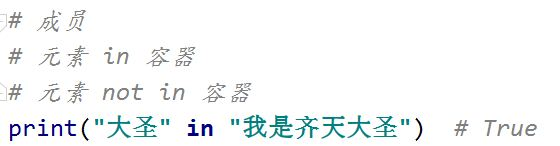 # 成员
# 元素 in 容器
# 元素 not in 容器
print("大圣" in "我是齐天大圣")  # True